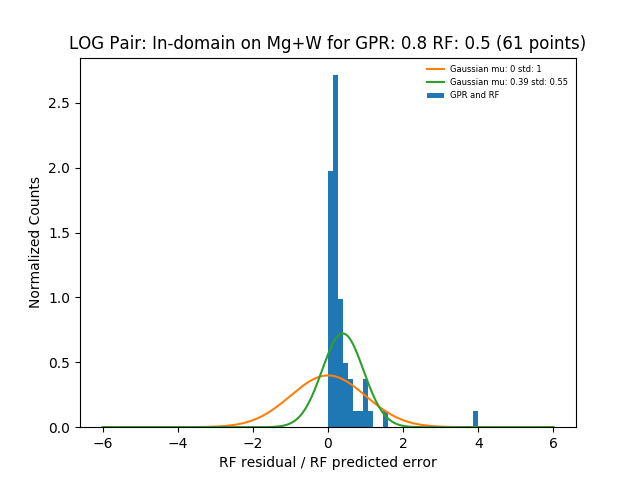 LOG Pair: In-domain on Mg+W for GPR: 0.8 RF: 0.5 (61 points)
Gaussian mu: 0 std: 1
Gaussian mu: 0.39 std: 0.55
GPR and RF
Normalized Counts
2.5
2.0
1.5
1.0
0.5
0.0
−6 −4 −2 0 2 4 6
RF residual / RF predicted error